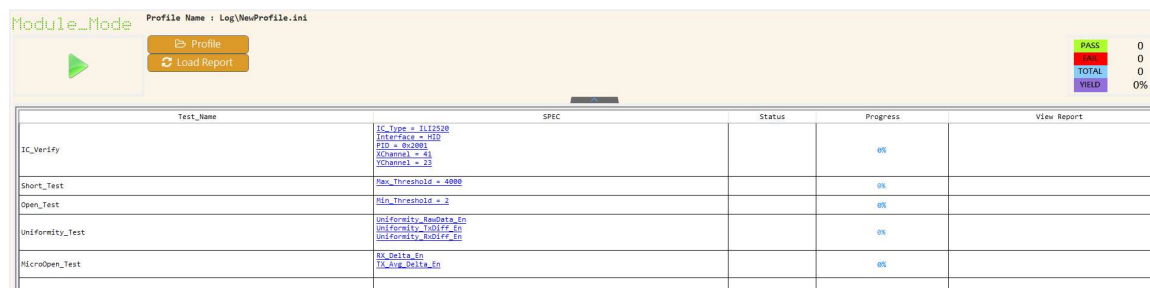 Module_Mode
Profile Name : Log\NewProfile.ini
Profile
Load Report
PASS 0
FAIL 0
TOTAL 0
YIELD 0%
Test_Name SPEC Status Progress View Report
IC_Verify
IC_Type = ILI2520
Interface = HID
PID = 0x2001
XChannel = 41
YChannel = 23
0%
Short_Test Max_Threshold = 4000 0%
Open_Test Min_Threshold = 2 0%
Uniformity_Test
Uniformity_RawData_En
Uniformity_TxDiff_En
Uniformity_RxDiff_En
0%
MicroOpen_Test
RX_Delta_En
TX_Avg_Delta_En
0%